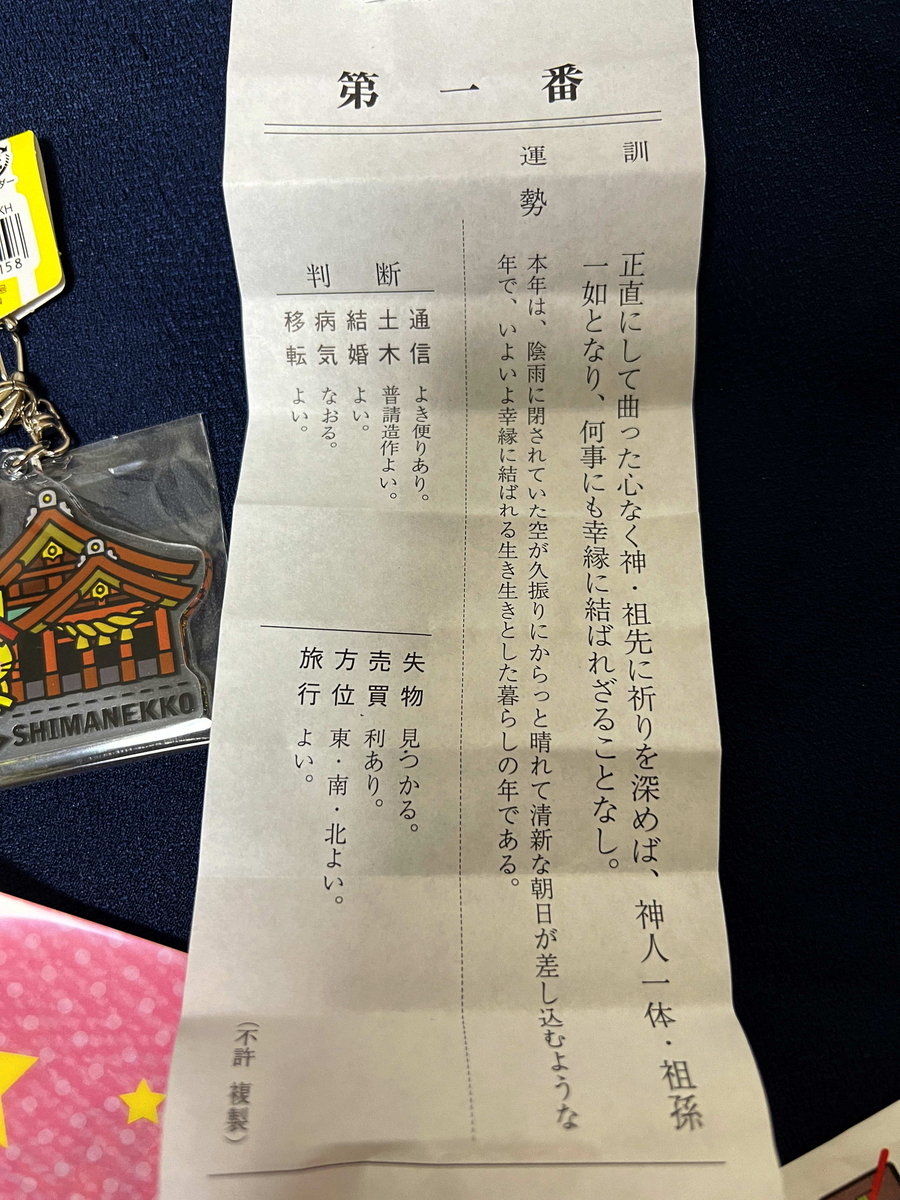 第一番
訓
正直にして曲った心なく神・祖先に祈りを深めば、神人一体・祖孫
一如となり、何事にも幸縁に結ばれざることなし。
運勢
本年は、陰雨に閉されていた空が久振りにからっと晴れて清新な朝日が差し込むような
年で、いよいよ幸縁に結ばれる生き生きとした暮らしの年である。
判断
通信 よき便りあり。
土木 普請造作よい。
結婚 よい。
病気 なおる。
移転 よい。
失物 見つかる。
売買 利あり。
方位 東・南・北よい。
旅行 よい。
（不許 複製）
ダー
KH
158
SHIMANEKKO